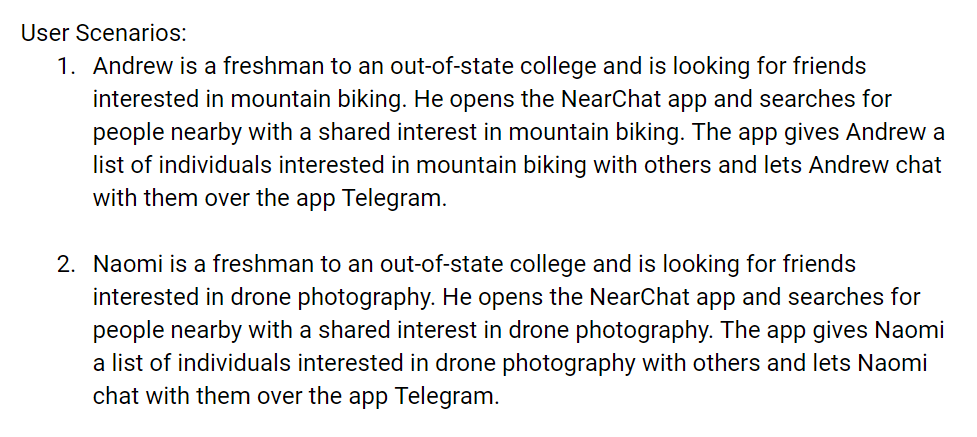 User Scenarios:
1. Andrew is a freshman to an out-of-state college and is looking for friends
interested in mountain biking. He opens the NearChat app and searches for
people nearby with a shared interest in mountain biking. The app gives Andrew a
list of individuals interested in mountain biking with others and lets Andrew chat
with them over the app Telegram.
2. Naomi is a freshman to an out-of-state college and is looking for friends
interested in drone photography. He opens the NearChat app and searches for
people nearby with a shared interest in drone photography. The app gives Naomi
a list of individuals interested in drone photography with others and lets Naomi
chat with them over the app Telegram.